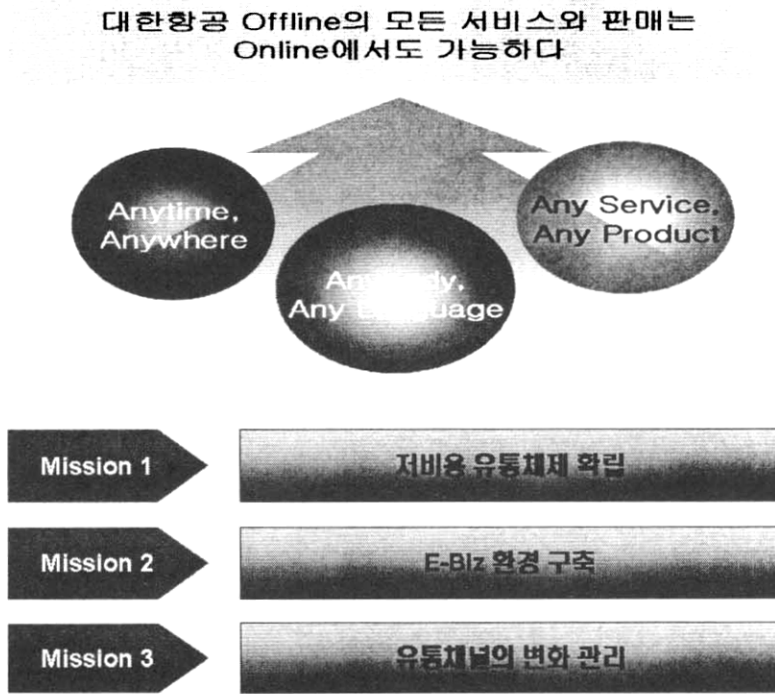 대한항공 Offline의 모든 서비스와 판매는
Online에서도 가능하다
Anytime,
Anywhere
Any Service,
Any Product
Anybody,
Any Language
Mission 1
저비용 유통체제 확립
Mission 2
E-Biz 환경 구축
Mission 3
유통채널의 변화 관리